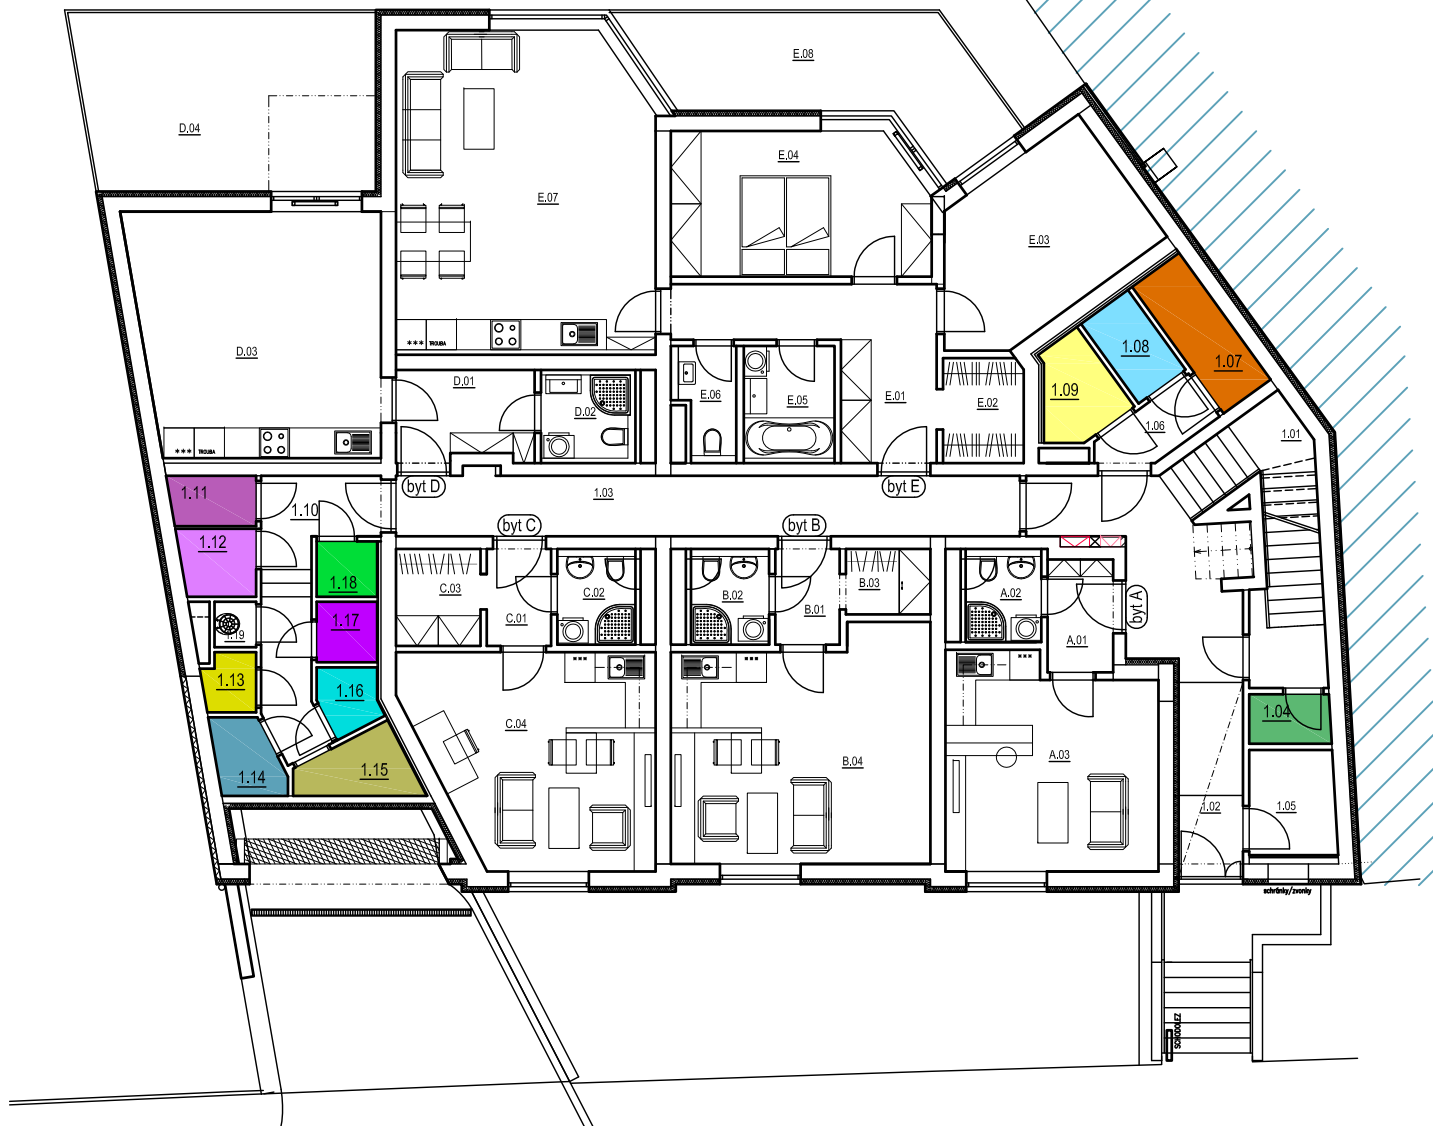 E.08
D.04
E.04
E.07
E.03
D.03
*** TROUBA
1.07
1.08
1.09
D.01
D.02
E.06
E.05
E.01
E.02
1.06
1.01
*** TROUBA
byt D
byt E
1.11
1.03
1.10
byt C
byt B
1.12
1.18
C.03
C.02
B.02
B.03
A.02
byt A
C.01
B.01
1.17
1.19
A.01
1.13
1.16
***
***
***
C.04
B.04
A.03
1.04
1.14
1.15
1.02
1.05
schránky/zvonky
SCHODOLEZ